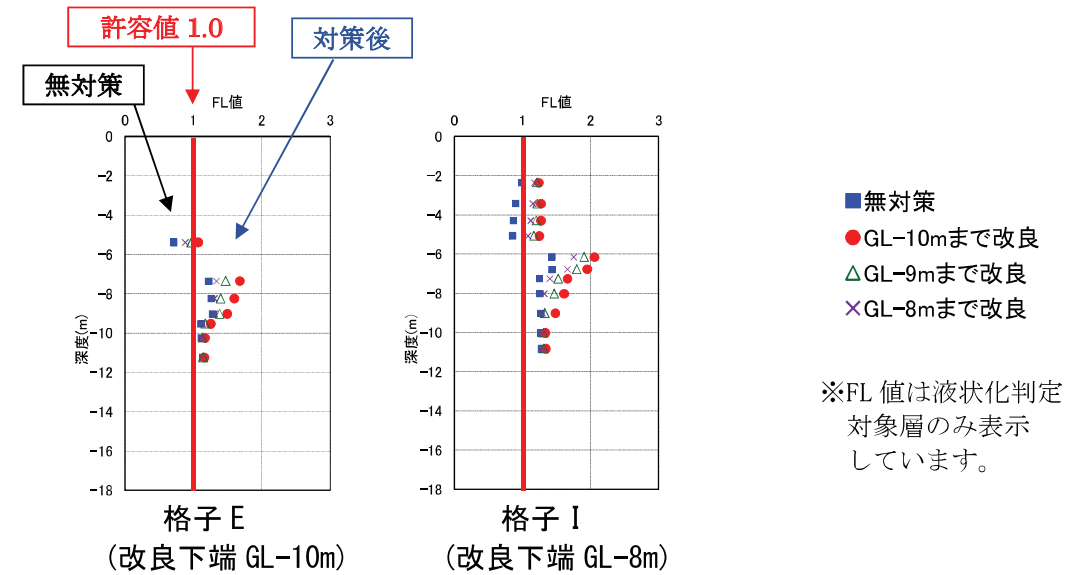 許容値 1.0
対策後
無対策
FL値
0 1 2 3
0
-2
-4
-6
-8
-10
-12
-14
-16
-18
深度(m)
格子 E
(改良下端 GL-10m)
FL値
0 1 2 3
0
-2
-4
-6
-8
-10
-12
-14
-16
-18
深度(m)
格子 I
(改良下端 GL-8m)
無対策
GL-10mまで改良
GL-9mまで改良
GL-8mまで改良
※FL 値は液状化判定
対象層のみ表示
しています。